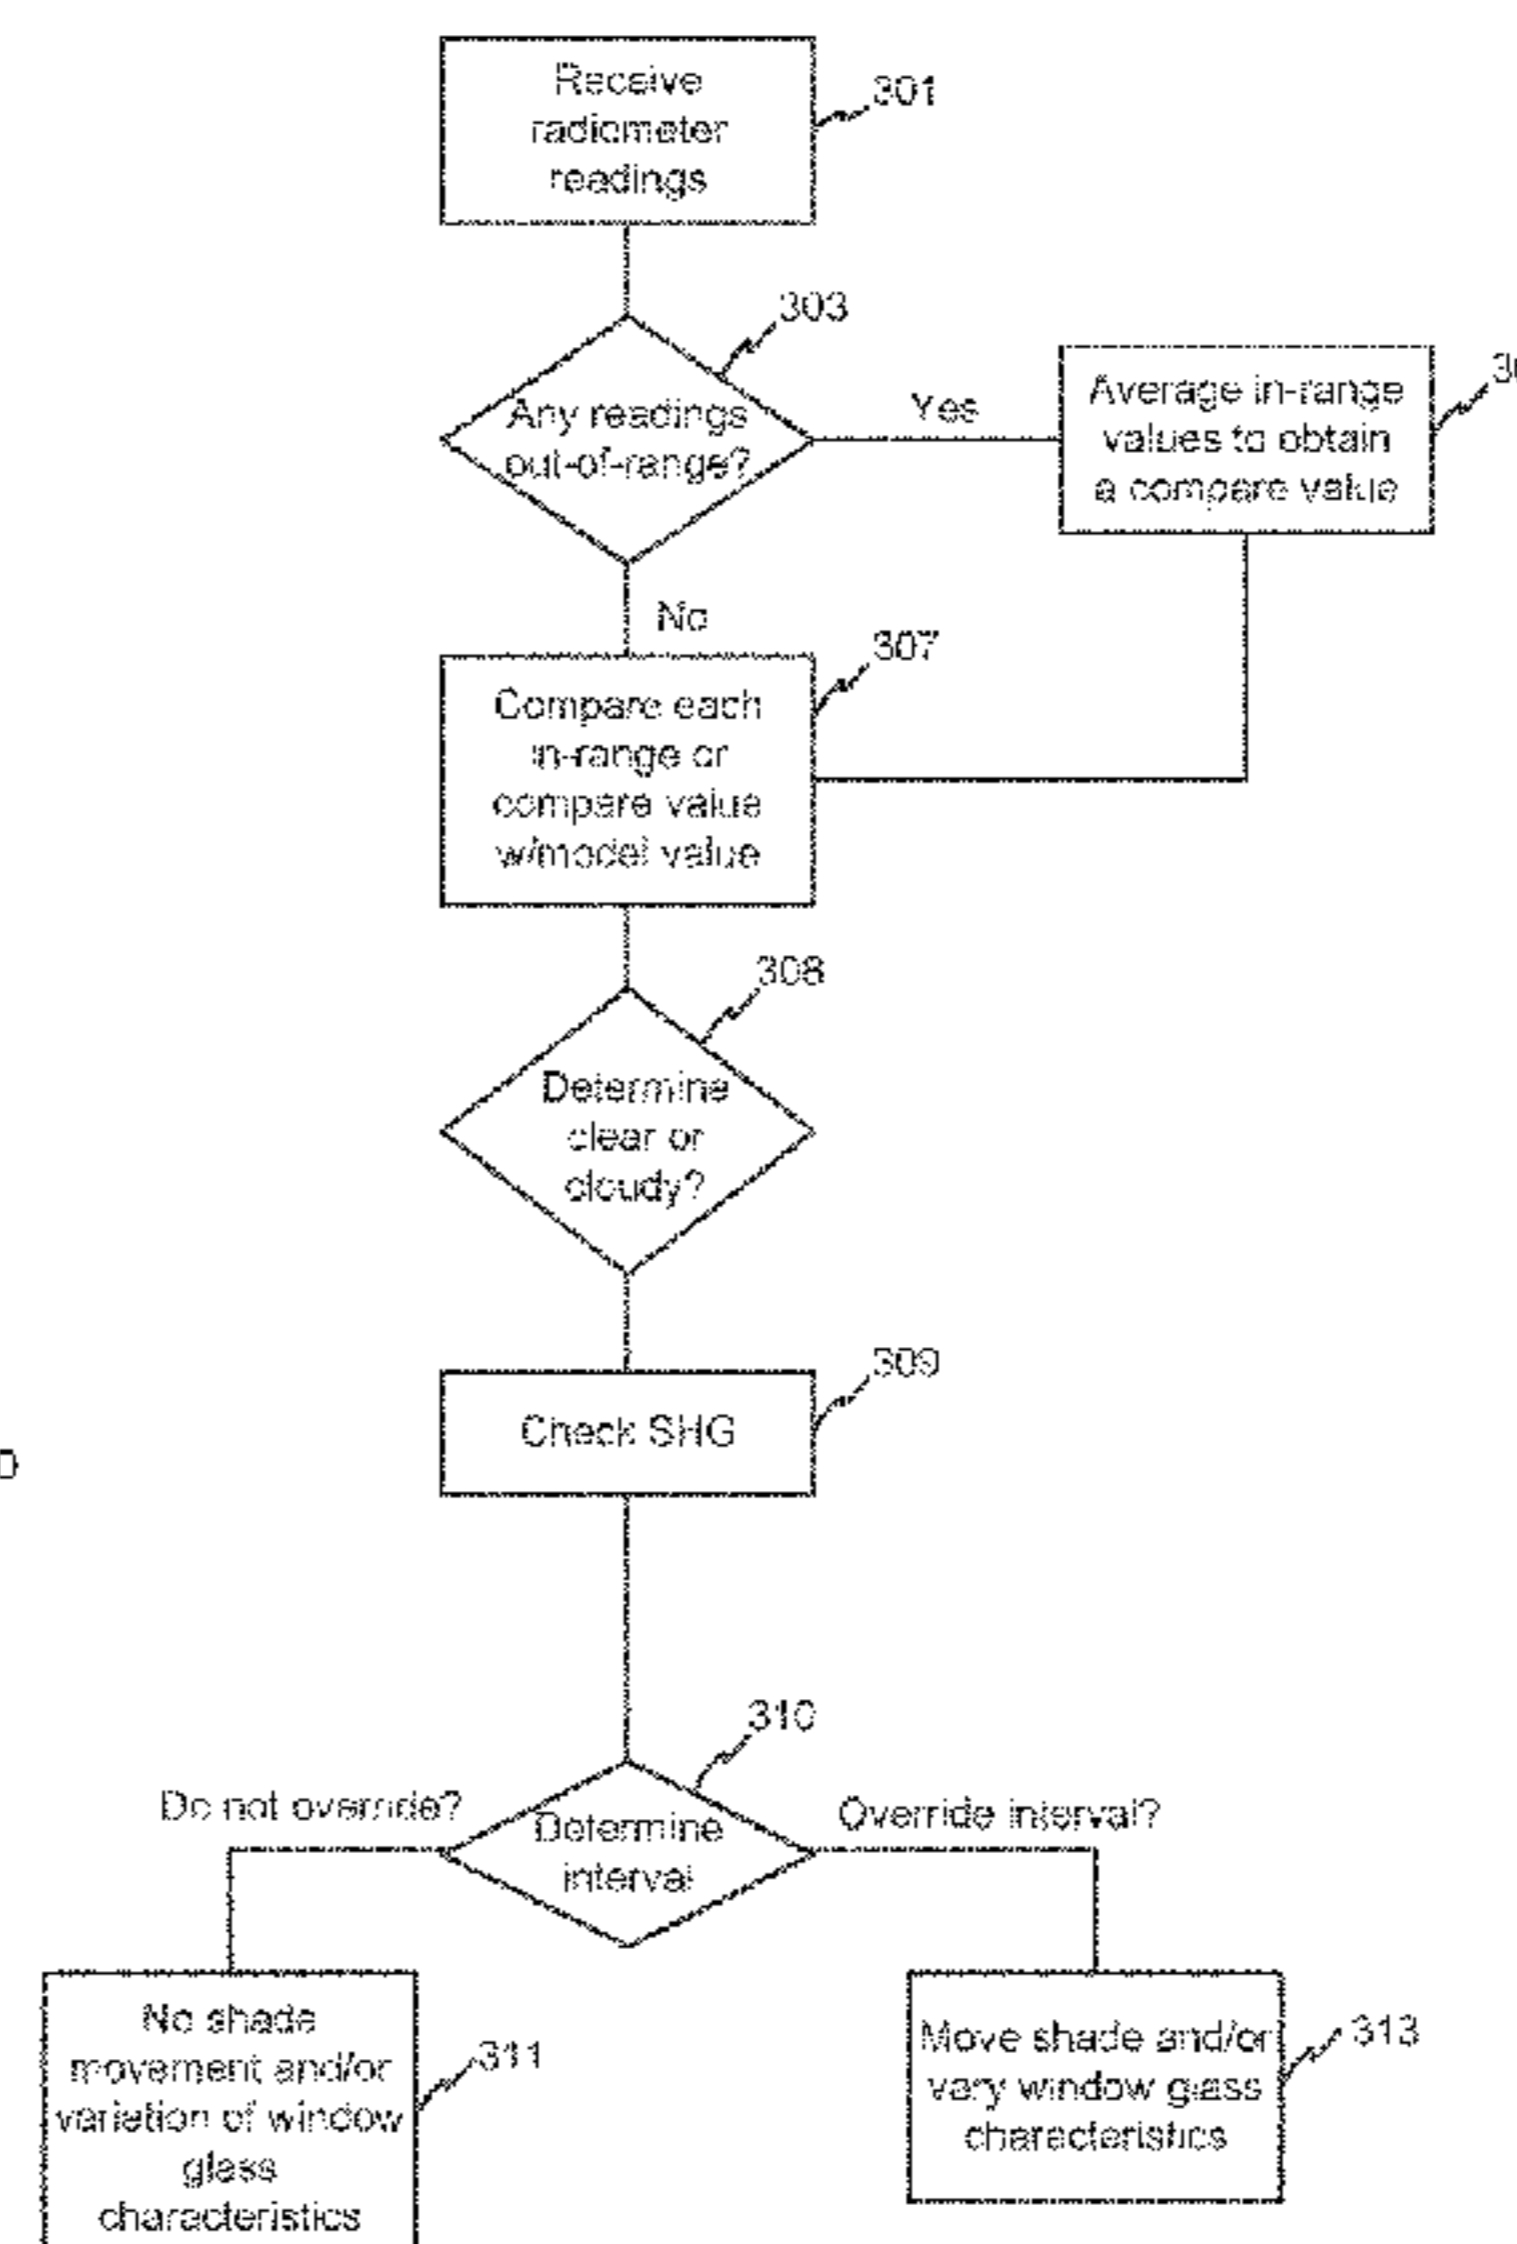 Receive
radiometer
readings
301
303
Any readings
out-of-range?
Yes
Average in-range
values to obtain
a compare value
No
307
Compare each
in-range or
compare value
w/model value
308
Determine
clear or
cloudy?
309
Check SHG
310
Do not override?
Determine
interval
Override interval?
No shade
movement and/or
variation of window
glass
characteristics
311
Move shade and/or
vary window glass
characteristics
313